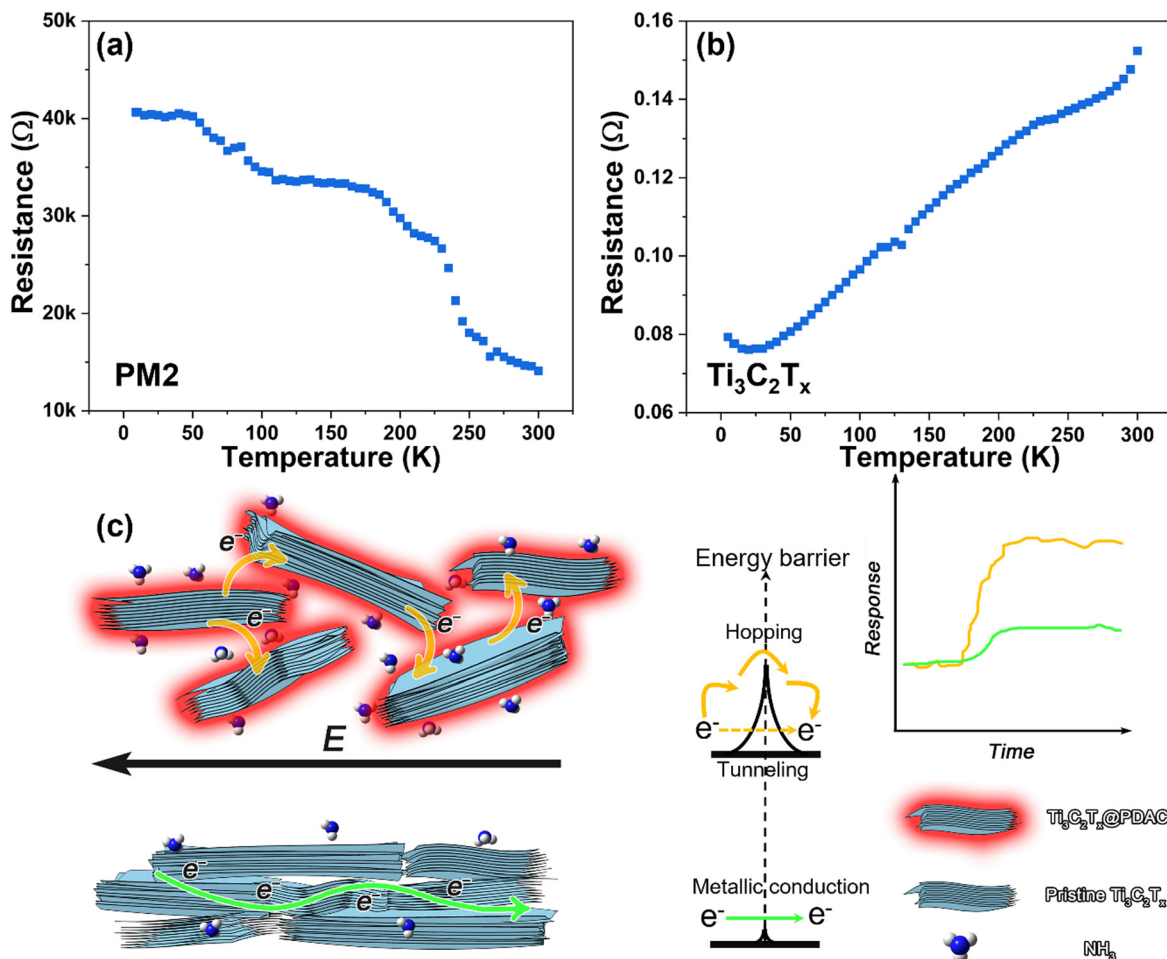 (a)
50k
40k
30k
20k
10k
Resistance (Ω)
PM2
0 50 100 150 200 250 300
Temperature (K)
(b)
0.16
0.14
0.12
0.10
0.08
0.06
Resistance (Ω)
Ti₃C₂Tₓ
0 50 100 150 200 250 300
Temperature (K)
(c)
e⁻
e⁻
e⁻
e⁻
E
e⁻
e⁻
e⁻
e⁻
Energy barrier
Hopping
e⁻ e⁻
Tunneling
Metallic conduction
e⁻ e⁻
Response
Time
Ti₃C₂Tₓ@PDAC
Pristine Ti₃C₂Tₓ
NH₃